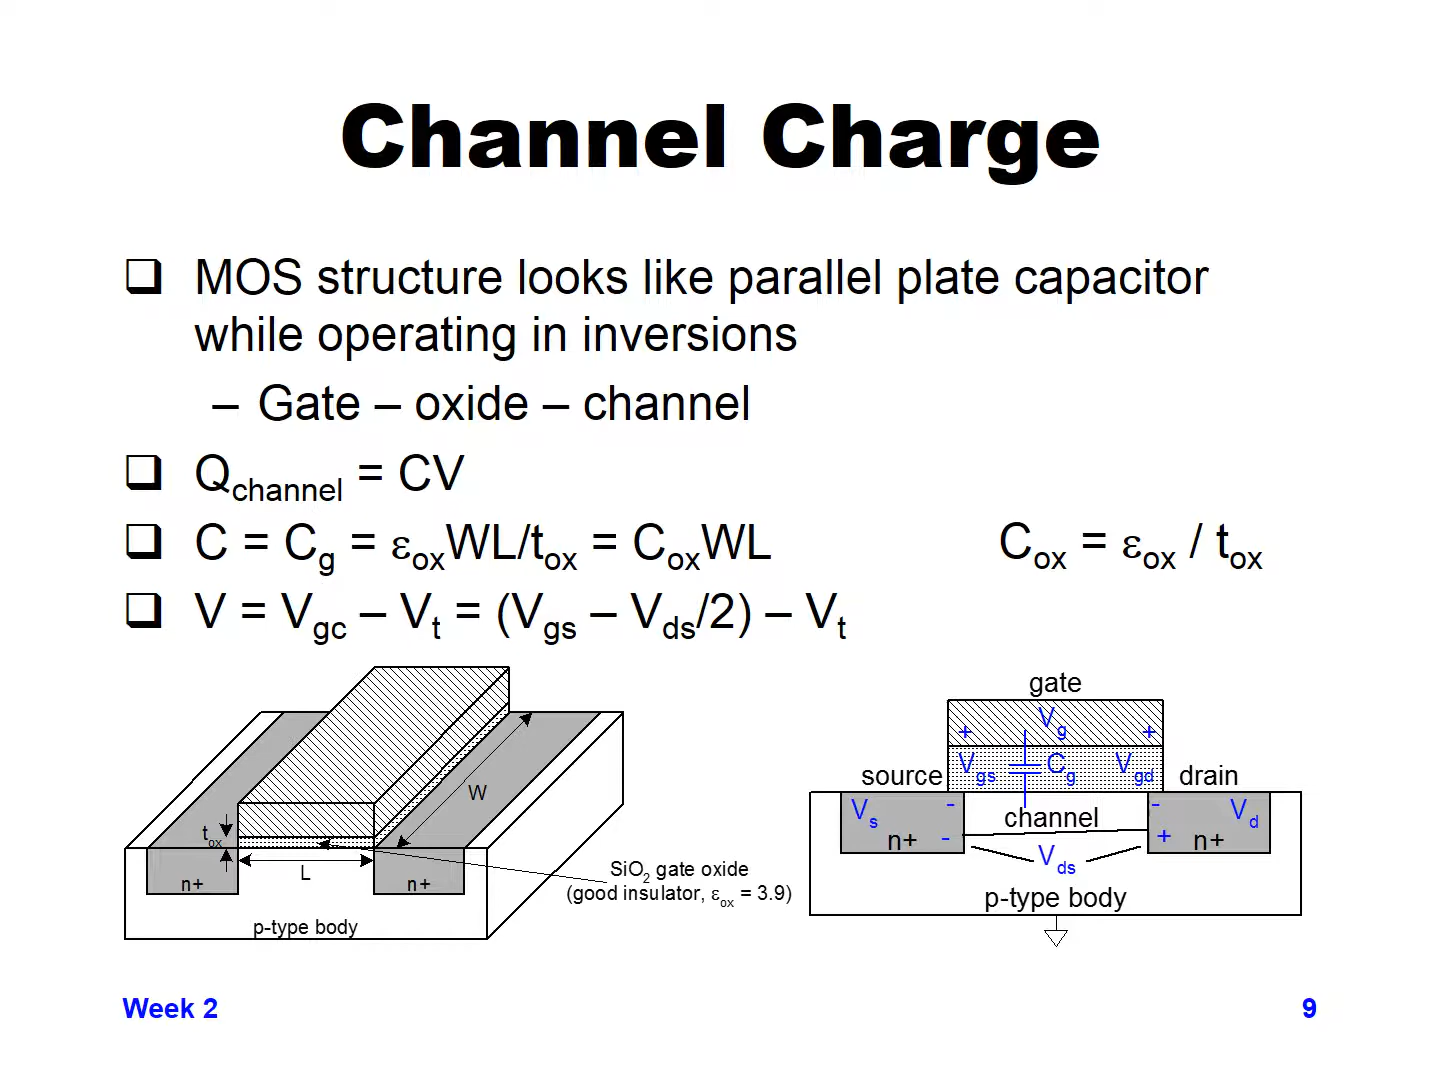 Channel Charge
❑ MOS structure looks like parallel plate capacitor
while operating in inversions
– Gate – oxide – channel
❑ Qchannel = CV
❑ C = Cg = εoxWL/tox = CoxWL
Cox = εox / tox
❑ V = Vgc – Vt = (Vgs – Vds/2) – Vt
tox
W
L
n+
n+
p-type body
SiO2 gate oxide
(good insulator, εox = 3.9)
gate
+ Vg +
source Vgs Cg Vgd drain
Vs - channel - Vd
n+ - + n+
Vds
p-type body
Week 2
9